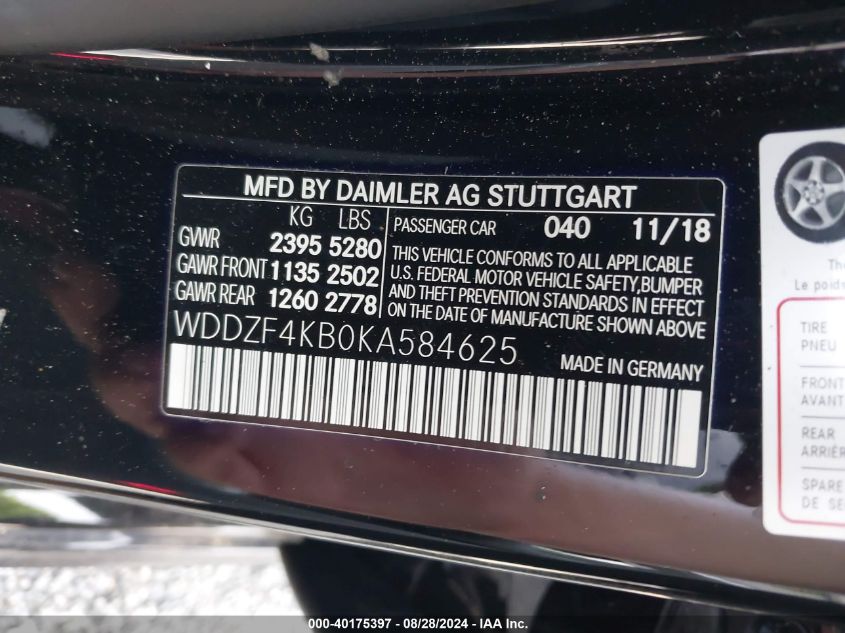 MFD BY DAIMLER AG STUTTGART
KG LBS
GVWR 2395 5280
GAWR FRONT 1135 2502
GAWR REAR 1260 2778
PASSENGER CAR 040 11/18
THIS VEHICLE CONFORMS TO ALL APPLICABLE
U.S. FEDERAL MOTOR VEHICLE SAFETY,BUMPER
AND THEFT PREVENTION STANDARDS IN EFFECT
ON THE DATE OF MANUFACTURE SHOWN ABOVE
WDDZF4KB0KA584625
MADE IN GERMANY
Le poids
TIRE
PNEU
FRONT
AVANT
REAR
ARRIÈR
SPARE
DE SE
000-40175397 - 08/28/2024 - IAA Inc.